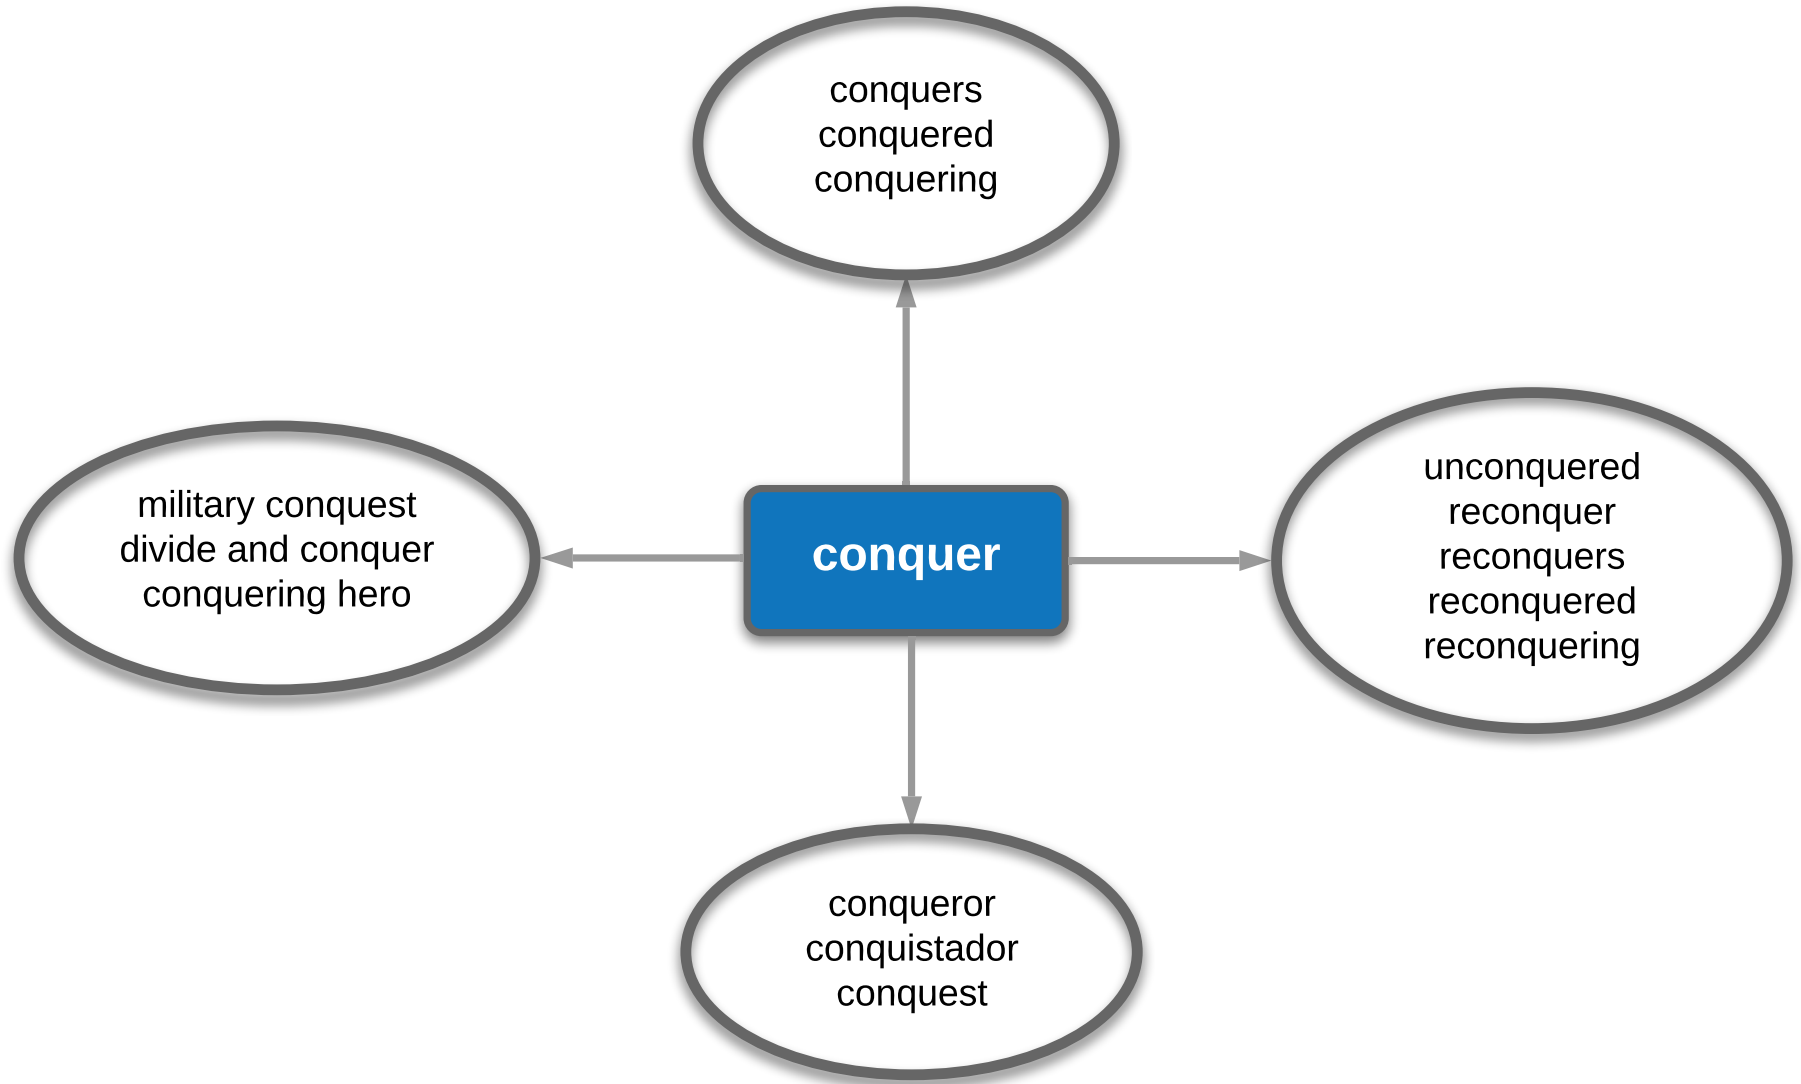 conquers
conquered
conquering
military conquest
divide and conquer
conquering hero
conquer
unconquered
reconquer
reconquers
reconquered
reconquering
conqueror
conquistador
conquest